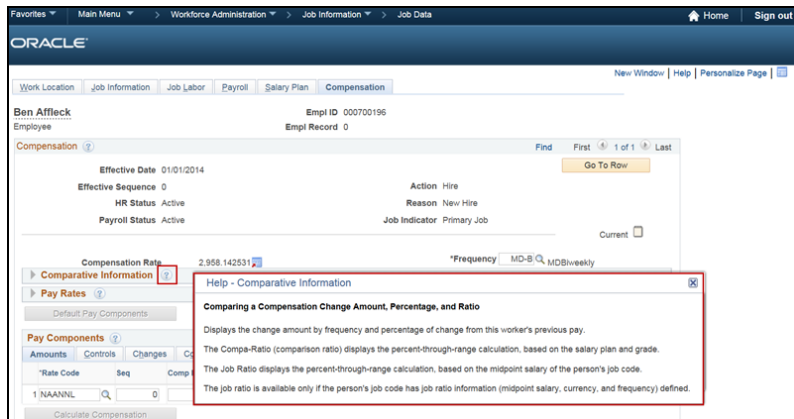 Favorites Main Menu > Workforce Administration > Job Information > Job Data Home Sign out
ORACLE
New Window | Help | Personalize Page |
Work Location Job Information Job Labor Payroll Salary Plan Compensation
Ben Affleck Empl ID 000700196
Employee Empl Record 0
Compensation ? Find First 1 of 1 Last
Effective Date 01/01/2014 Go To Row
Effective Sequence 0 Action Hire
HR Status Active Reason New Hire
Payroll Status Active Job Indicator Primary Job
Current
Compensation Rate 2,958.142531 *Frequency MD-B MDBiweekly
Comparative Information ?
Pay Rates ?
Default Pay Components
Pay Components ?
Amounts Controls Changes
*Rate Code Seq
1 NAANNL 0
Calculate Compensation
Help - Comparative Information
Comparing a Compensation Change Amount, Percentage, and Ratio
Displays the change amount by frequency and percentage of change from this worker's previous pay.
The Compa-Ratio (comparison ratio) displays the percent-through-range calculation, based on the salary plan and grade.
The Job Ratio displays the percent-through-range calculation, based on the midpoint salary of the person's job code.
The job ratio is available only if the person's job code has job ratio information (midpoint salary, currency, and frequency) defined.